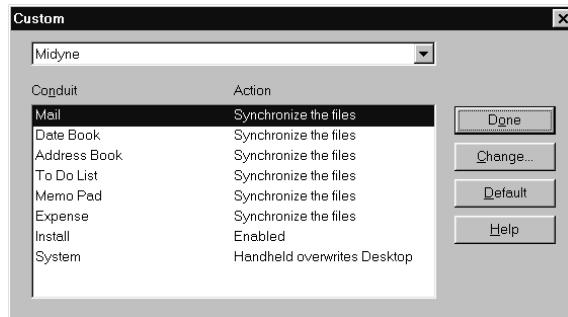 Custom
Midyne
Conduit Action
Mail Synchronize the files
Date Book Synchronize the files
Address Book Synchronize the files
To Do List Synchronize the files
Memo Pad Synchronize the files
Expense Synchronize the files
Install Enabled
System Handheld overwrites Desktop
Done
Change...
Default
Help